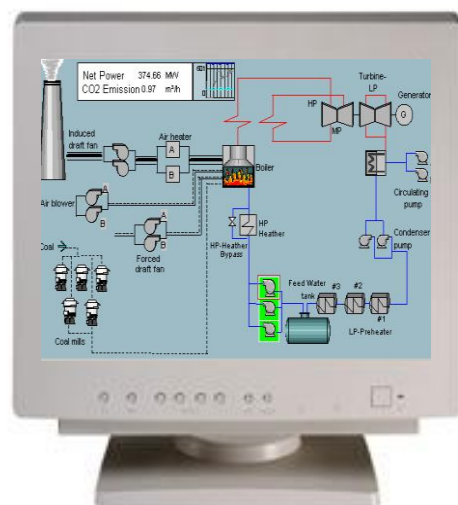 Net Power 374.66 MW
CO2 Emission 0.97 m³/h
601
0
Turbine-
LP
HP
MP
Generator
G
Induced
draft fan
Air heater
A
B
Boiler
Circulating
pump
Air blower
A
B
A
B
Forced
draft fan
HP
Heather
HP-Heather
Bypass
Condenser
pump
Coal
Coal mills
Feed Water
tank
#3
#2
#1
LP-Preheater